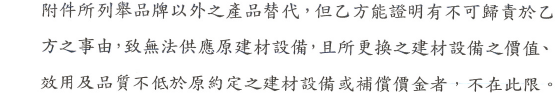 附件所列舉品牌以外之產品替代，但乙方能證明有不可歸責於乙
方之事由，致無法供應原建材設備，且所更換之建材設備之價值、
效用及品質不低於原約定之建材設備或補償價金者，不在此限。